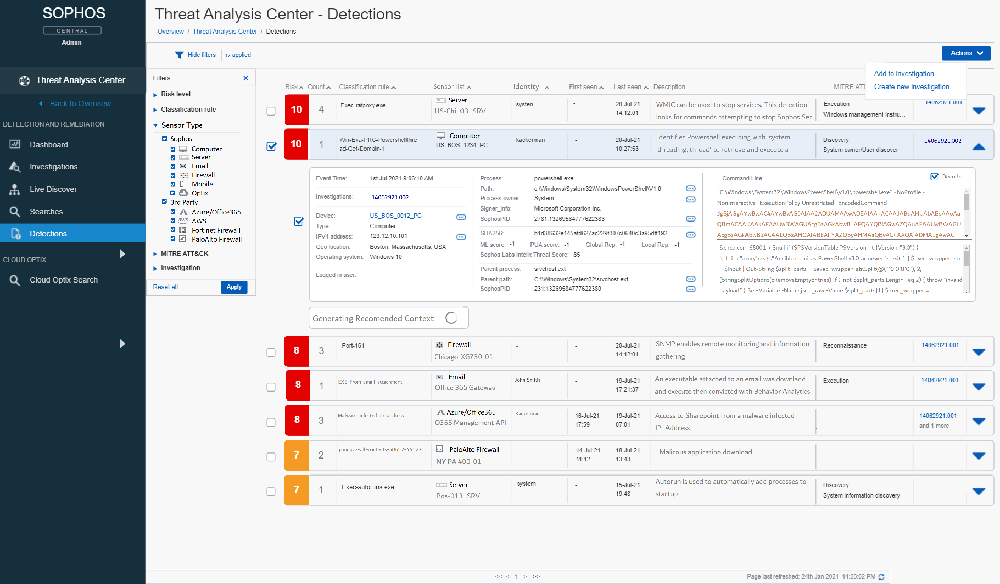 SOPHOS
CENTRAL
Admin
Threat Analysis Center
Back to Overview
DETEECTION AND REMEDIATION
Dashboard
Investigations
Live Discover
Searches
Detections
CLOUD OPTIX
Cloud Optix Search
Threat Analysis Center - Detections
Overview / Threat Analysis Center / Detections
Hide filters 12 applied
Actions
Add to investigation
Create new investigation
Filters
Risk level
Classification rule
Sensor Type
Sophos
Computer
Server
Email
Firewall
Mobile
Optix
3rd Party
Azure/Office365
aws AWS
Fortinet Firewall
PaloAlto Firewall
MITRE ATT&CK
Investigation
Reset all Apply
Risk Count Classification rule Sensor list Identity First seen Last seen Description MITRE ATT
10 4 Exec-ratpoxy.exe Server systen - 20-Jul-21 WMIC can be used to stop services. This detection Execution 14062921.001
US-Chi_03_SRV 14:12:01 looks for commands attempting to stop Sophos Ser.. Windows management Instru...
10 1 Win-Eva-PRC-Powershellthre Computer kackerman - 20-Jul-21 Identifies Powershell executing with 'system Discovery 14062921.002
ad-Get-Domain-1 US_BOS_1234_PC 10:27:53 threading, thread' to retrieve and execute a System owner/User discover
Event Time: 1st Jul 2021 9:06:10 AM
Investigations: 14062921.002
Device: US_BOS_0012_PC
Type: Computer
IPV4 address: 123.12.10.101
Geo location: Boston, Massachusetts, USA
Operating system: Windows 10
Logged in user:
Process: powershell.exe
Path: c:\Windows\System32\WindowsPowerShell\V1.0
Process owner: System
Signer_info: Microsoft Corporation Inc.
SophosPID: 2781:13269584777622383
SHA256: b1d38632e145afd627ac229f307c0640c3a95dff192...
ML score: -1 PUA score: -1 Global Rep: -1 Local Rep: -1
Sophos Labs Intelix Threat Score: 85
Parent process: srvchost.ext
Parent path: C:\\Windows\System32\srvchost.ext
SophosPID 231:13269584777622380
Command Line: Decode
"C:\Windows\System32\WindowsPowerShell\v1.0\powershell.exe" -NoProfile -
NonInteractive -ExecutionPolicy Unrestricted -EncodedCommand
JgBjAGgAYwBwAC4AYwBvAG0AIAA2ADUAMAAwADEAIAA+ACAAJABuAHUAbABsAAoAa
QBmACAAKAAkAFAAUwBWAGUAcgBzAGkAbwBuAFQAYQBiAGwAZQAuAFAAUwBWAGU
AcgBzAGkAbwBuACAALQBsAHQAIABbAFYAZQByAHMAaQBvAG4AXQAiADMALgAwAC
&chcp.com 65001 > $null if ($PSVersionTable.PSVersion -lt [Version]"3.0") {
'{"failed":true,"msg":"Ansible requires PowerShell v3.0 or newer"}' exit 1 } $exec_wrapper_str
= $input | Out-String $split_parts = $exec_wrapper_str.Split(@("`0`0`0`0"), 2,
[StringSplitOptions]::RemoveEmptyEntries) If (-not $split_parts.Length -eq 2) { throw "invalid
payload" } Set-Variable -Name json_raw -Value $split_parts[1] $exec_wrapper =
Generating Recomended Context
8 3 Port-161 Firewall - - 20-Jul-21 SNMP enables remote monitoring and information Reconnaissance 14062921.001
Chicago-XG750-01 14:12:01 gathering
8 1 EXE-From-email-attachment Email John Smith - 19-Jul-21 An executable attached to an email was downlaod Execution 14062921.001
Office 365 Gateway 17:21:37 and execute then convicted with Behavior Analytics
8 3 Malware_infected_ip_address Azure/Office365 Kackerman 16-Jul-21 19-Jul-21 Access to Sharepoint from a malware infected 14062921.001
O365 Management API 17:59 07:01 IP_Address and 1 more
7 2 panupv2-alt-contents-58612-44123 PaloAlto Firewall 14-Jul-21 18-Jul-21 Malicous application download
NY PA 400-01 11:12 13:43
7 1 Exec-autoruns.exe Server system - 15-Jul-21 Autorun is used to automatically add processes to Discovery
Bos-013_SRV 19:48 startup System information discovery
<< < 1 > >>
Page last refreshed: 24th Jan 2021 14:23:02 PM